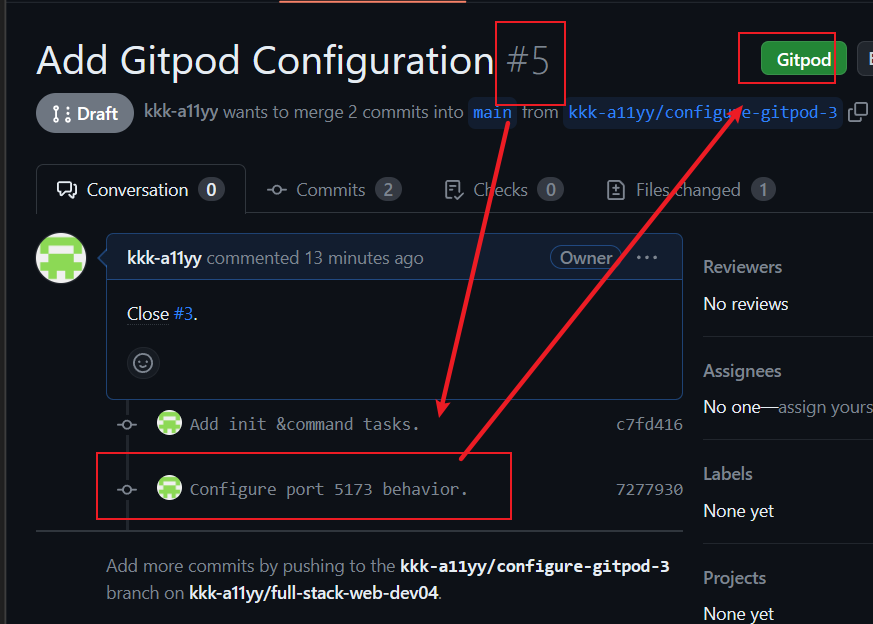 Add Gitpod Configuration #5
Gitpod
Draft kkk-a11yy wants to merge 2 commits into main from kkk-a11yy/configure-gitpod-3
Conversation 0 Commits 2 Checks 0 Files changed 1
kkk-a11yy commented 13 minutes ago Owner ...
Close #3.
Add init &command tasks. c7fd416
Configure port 5173 behavior. 7277930
Add more commits by pushing to the kkk-a11yy/configure-gitpod-3
branch on kkk-a11yy/full-stack-web-dev04.
Reviewers
No reviews
Assignees
No one—assign yours
Labels
None yet
Projects
None yet